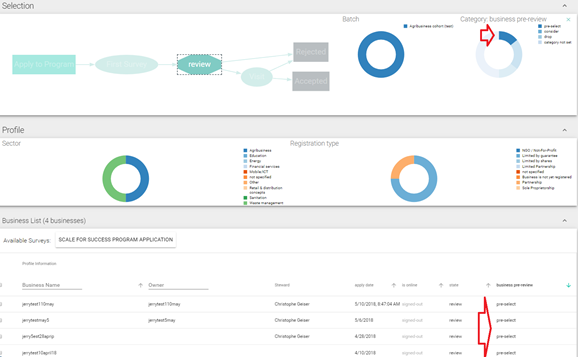 Selection
Batch
Agribusiness cohort (test)
Category: business pre-review
pre-select
consider
drop
category not set
Apply to Program
review
Rejected
Accepted
Profile
Sector
Agribusiness
Education
Energy
Financial services
Mobile/ICT
not specified
Other
Retail & distribution
concepts
Sanitation
Home management
Registration type
NGO / Not-For-Profit
Limited by guarantee
Limited by shares
Limited Partnership
not specified
Business is not yet registered
Partnership
Sole Proprietorship
Business List (4 businesses)
Available Surveys: SCALE FOR SUCCESS PROGRAM APPLICATION
Profile information.
Business Name Owner Steward apply date is online state business pre-review
jerrytest110may jerrytest110may Christophe Geiser 5/10/2018, 8:47:04 AM signed out review pre-select
jerrytestmay5 jerrytest5may Christophe Geiser 5/6/2018 signed out review pre-select
Christophe Geiser 4/28/2018 signed out review pre-select
jerrytest10april18 Christophe Geiser 4/10/2018 signed out review pre-select